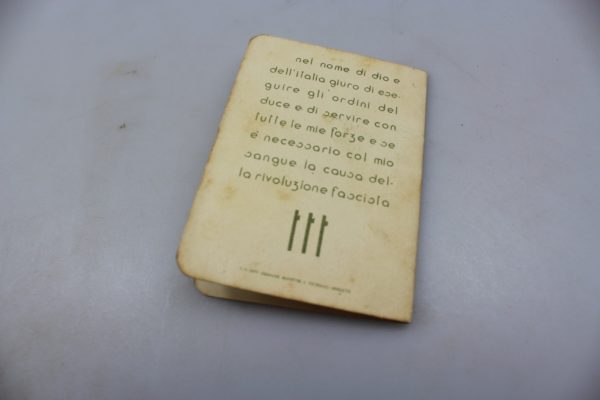 nel nome di dio e
dell'italia giuro di ese-
guire gli ordini del
duce e di servire con
tutte le mie forze e se
è necessario col mio
sangue la causa del-
la rivoluzione fascista